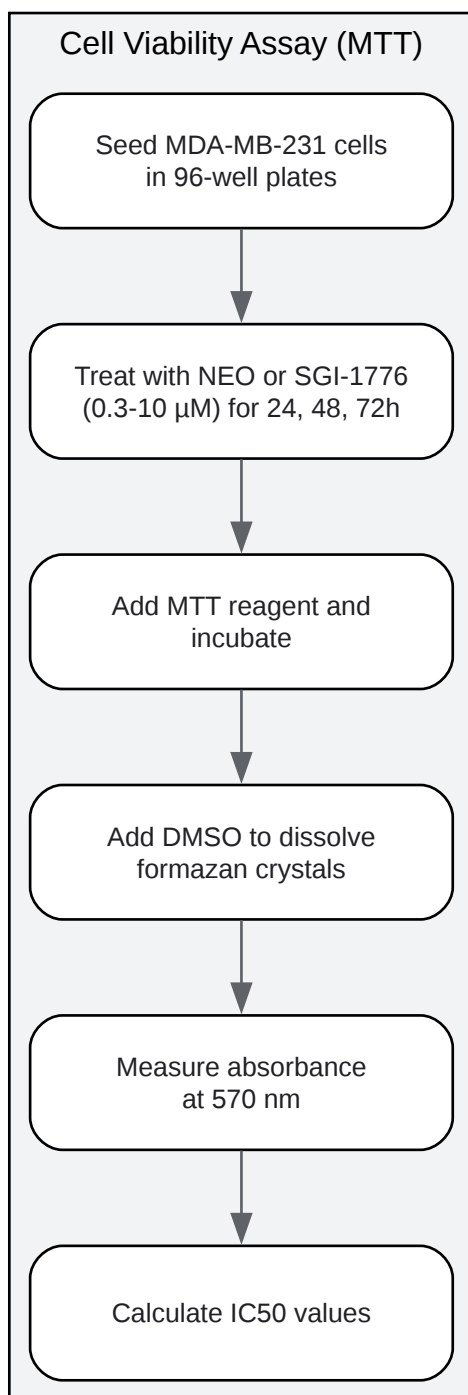 Cell Viability Assay (MTT)
Seed MDA-MB-231 cells
in 96-well plates
Treat with NEO or SGI-1776
(0.3-10 µM) for 24, 48, 72h
Add MTT reagent and
incubate
Add DMSO to dissolve
formazan crystals
Measure absorbance
at 570 nm
Calculate IC50 values